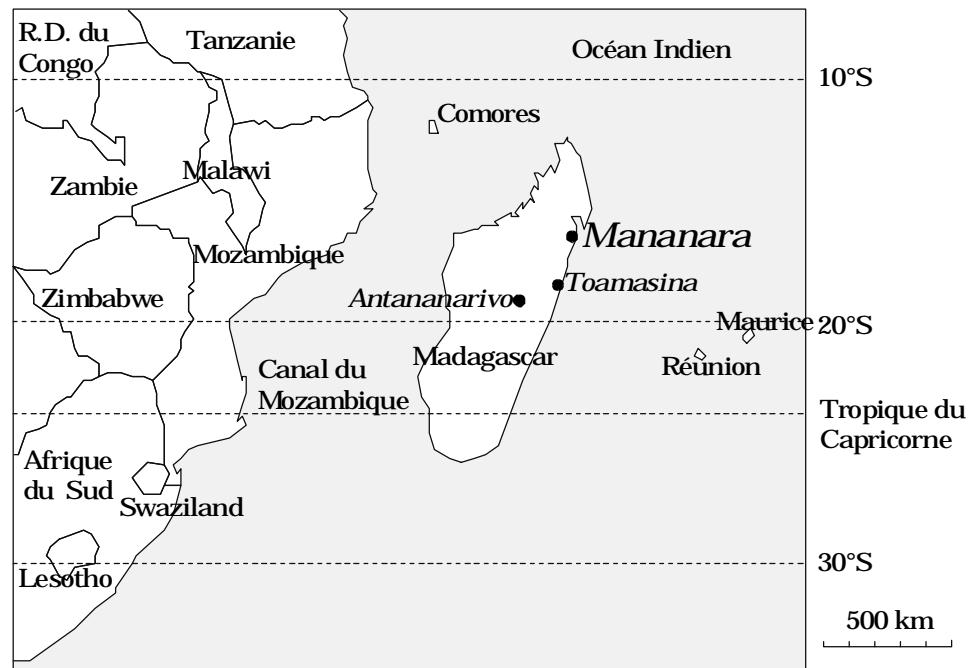 R.D. du
Congo
Tanzanie
Océan Indien
10°S
Comores
Malawi
Zambie
Mananara
Mozambique
Toamasina
Zimbabwe
Antananarivo
Maurice
20°S
Madagascar
Réunion
Canal du
Mozambique
Tropique du
Capricorne
Afrique
du Sud
Swaziland
30°S
Lesotho
500 km